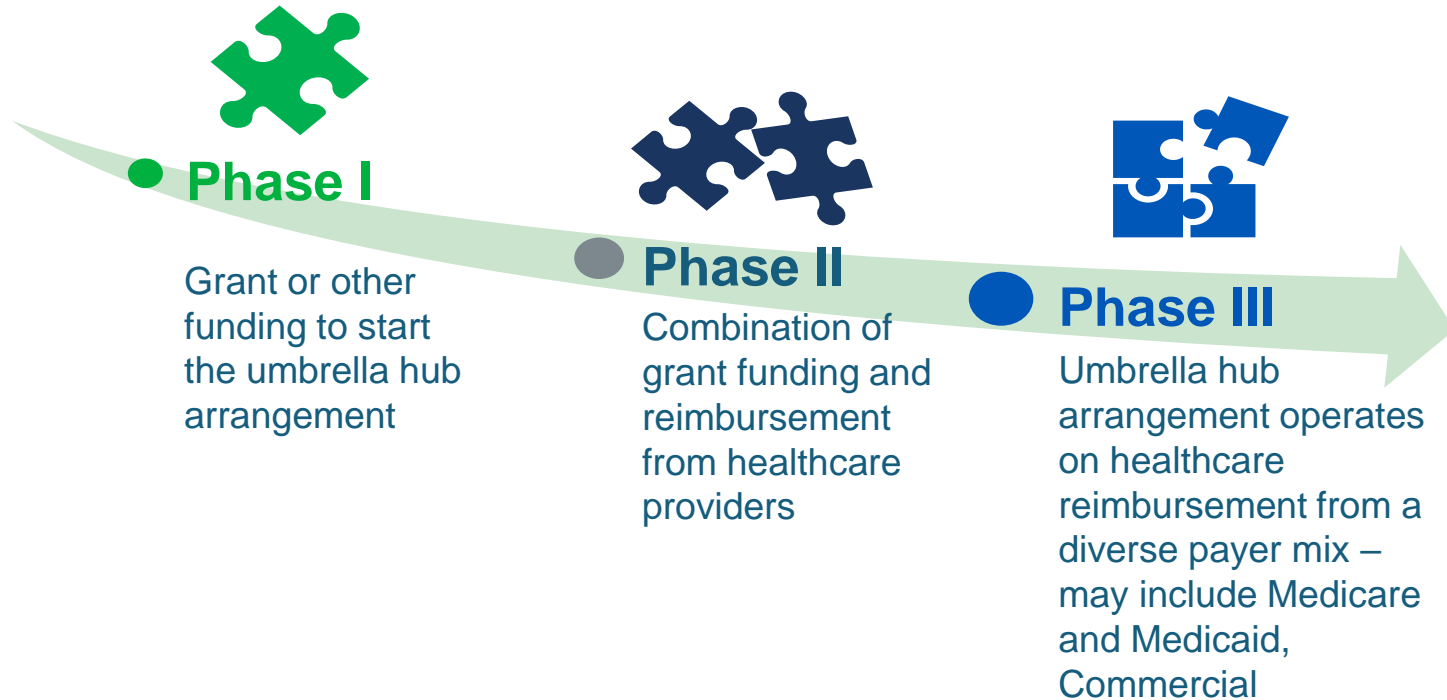 Phase I
Grant or other
funding to start
the umbrella hub
arrangement
Phase II
Combination of
grant funding and
reimbursement
from healthcare
providers
Phase III
Umbrella hub
arrangement operates
on healthcare
reimbursement from a
diverse payer mix –
may include Medicare
and Medicaid,
Commercial